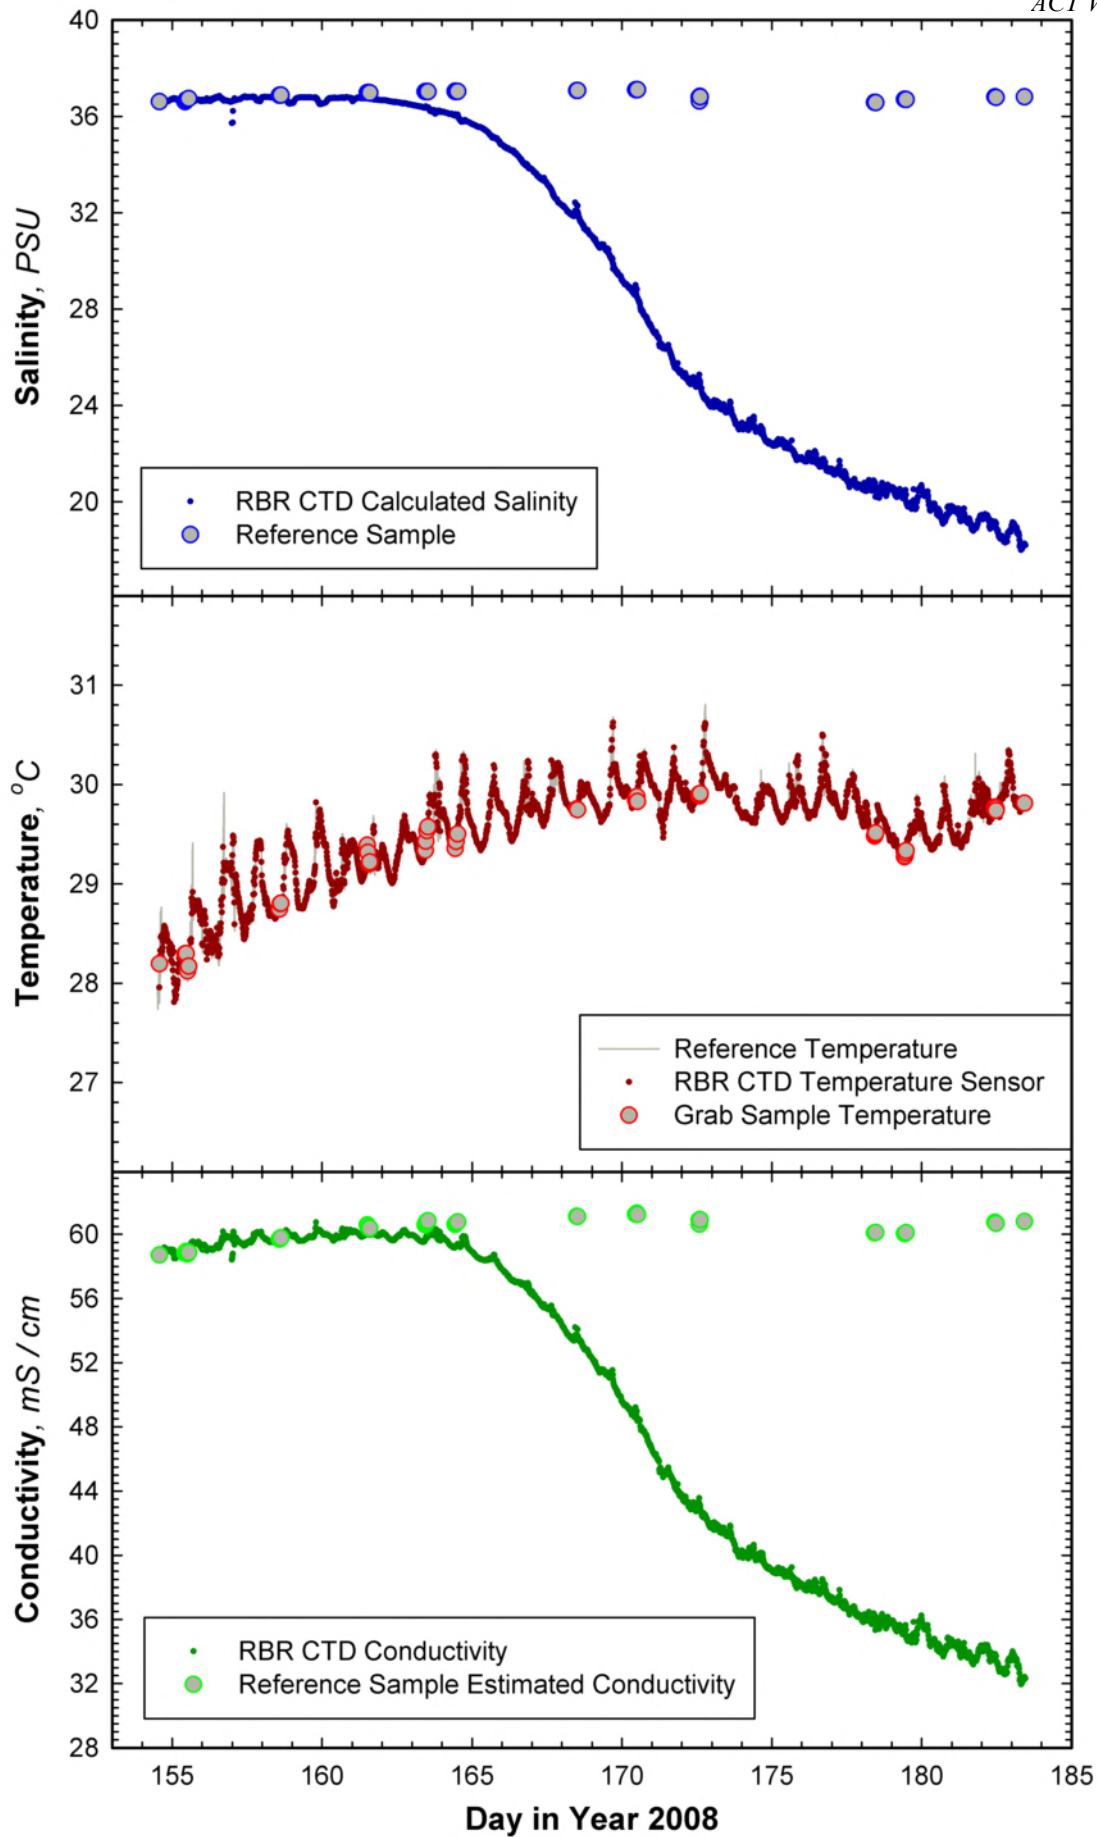 ACT V
40
36
32
28
24
20
Salinity, PSU
RBR CTD Calculated Salinity
Reference Sample
31
30
29
28
27
Temperature, °C
Reference Temperature
RBR CTD Temperature Sensor
Grab Sample Temperature
60
56
52
48
44
40
36
32
28
Conductivity, mS / cm
RBR CTD Conductivity
Reference Sample Estimated Conductivity
155 160 165 170 175 180 185
Day in Year 2008